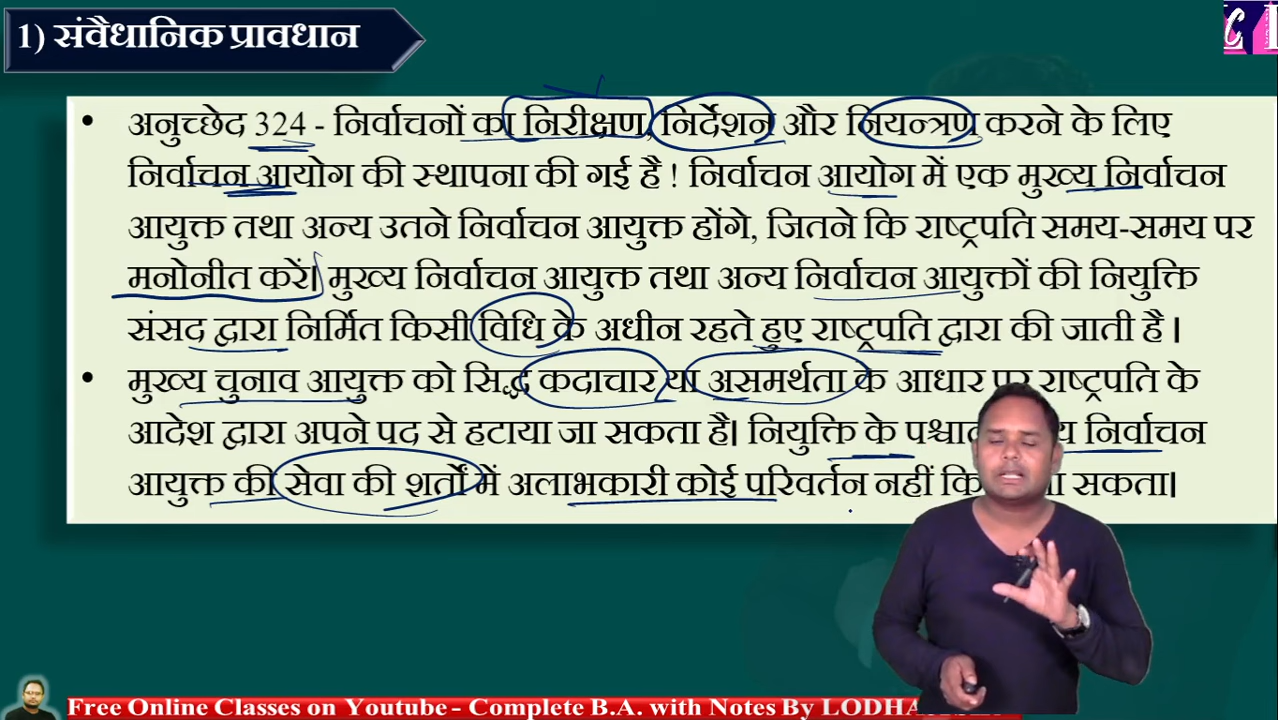 1) संवैधानिक प्रावधान
• अनुच्छेद 324 - निर्वाचनों का निरीक्षण, निर्देशन और नियन्त्रण करने के लिए
निर्वाचन आयोग की स्थापना की गई है ! निर्वाचन आयोग में एक मुख्य निर्वाचन
आयुक्त तथा अन्य उतने निर्वाचन आयुक्त होंगे, जितने कि राष्ट्रपति समय-समय पर
मनोनीत करें। मुख्य निर्वाचन आयुक्त तथा अन्य निर्वाचन आयुक्तों की नियुक्ति
संसद द्वारा निर्मित किसी विधि के अधीन रहते हुए राष्ट्रपति द्वारा की जाती है ।
• मुख्य चुनाव आयुक्त को सिद्ध कदाचार या असमर्थता के आधार पर राष्ट्रपति के
आदेश द्वारा अपने पद से हटाया जा सकता है। नियुक्ति के निर्वाचन
आयुक्त की सेवा की शर्तों में अलाभकारी कोई परिवर्तन नहीं सकता।
Free Online Classes on Youtube - Complete B.A. with Notes By